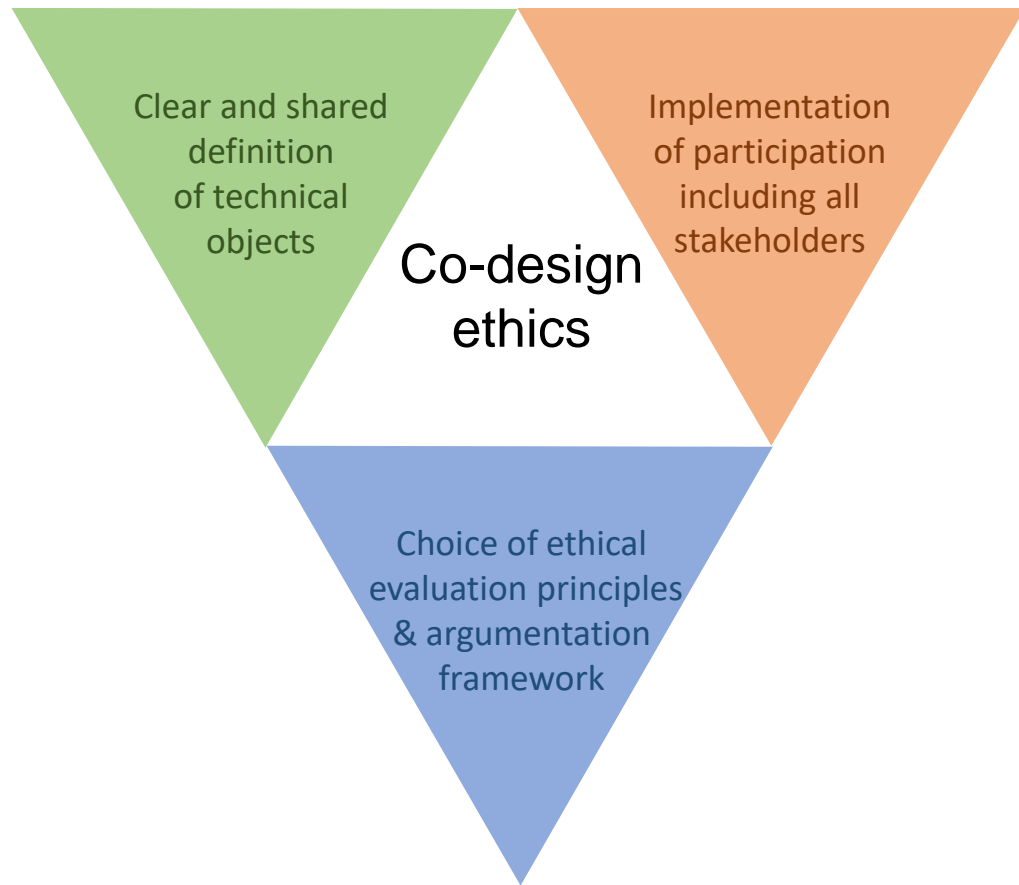 Clear and shared
definition
of technical
objects
Implementation
of participation
including all
stakeholders
Co-design
ethics
Choice of ethical
evaluation principles
& argumentation
framework